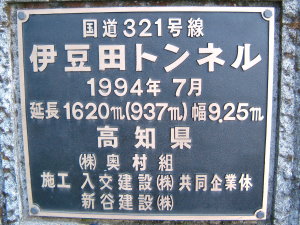 国道321号線
伊豆田トンネル
1994年 7月
延長1620m(937m)幅9.25m
高知県
㈱奥村組
施工 入交建設㈱ 共同企業体
新谷建設㈱